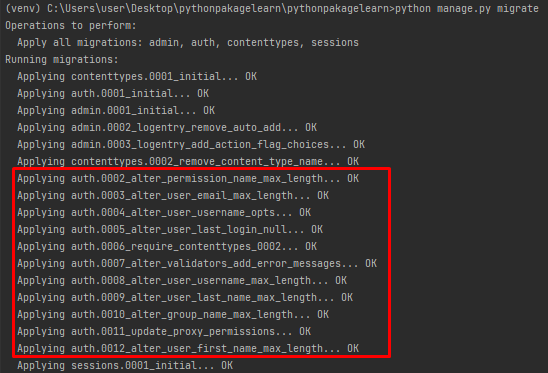 (venv) C:\Users\user\Desktop\pythonpakagelearn\pythonpakagelearn>python manage.py migrate
Operations to perform:
  Apply all migrations: admin, auth, contenttypes, sessions
Running migrations:
  Applying contenttypes.0001_initial... OK
  Applying auth.0001_initial... OK
  Applying admin.0001_initial... OK
  Applying admin.0002_logentry_remove_auto_add... OK
  Applying admin.0003_logentry_add_action_flag_choices... OK
  Applying contenttypes.0002_remove_content_type_name... OK
  Applying auth.0002_alter_permission_name_max_length... OK
  Applying auth.0003_alter_user_email_max_length... OK
  Applying auth.0004_alter_user_username_opts... OK
  Applying auth.0005_alter_user_last_login_null... OK
  Applying auth.0006_require_contenttypes_0002... OK
  Applying auth.0007_alter_validators_add_error_messages... OK
  Applying auth.0008_alter_user_username_max_length... OK
  Applying auth.0009_alter_user_last_name_max_length... OK
  Applying auth.0010_alter_group_name_max_length... OK
  Applying auth.0011_update_proxy_permissions... OK
  Applying auth.0012_alter_user_first_name_max_length... OK
  Applying sessions.0001_initial... OK